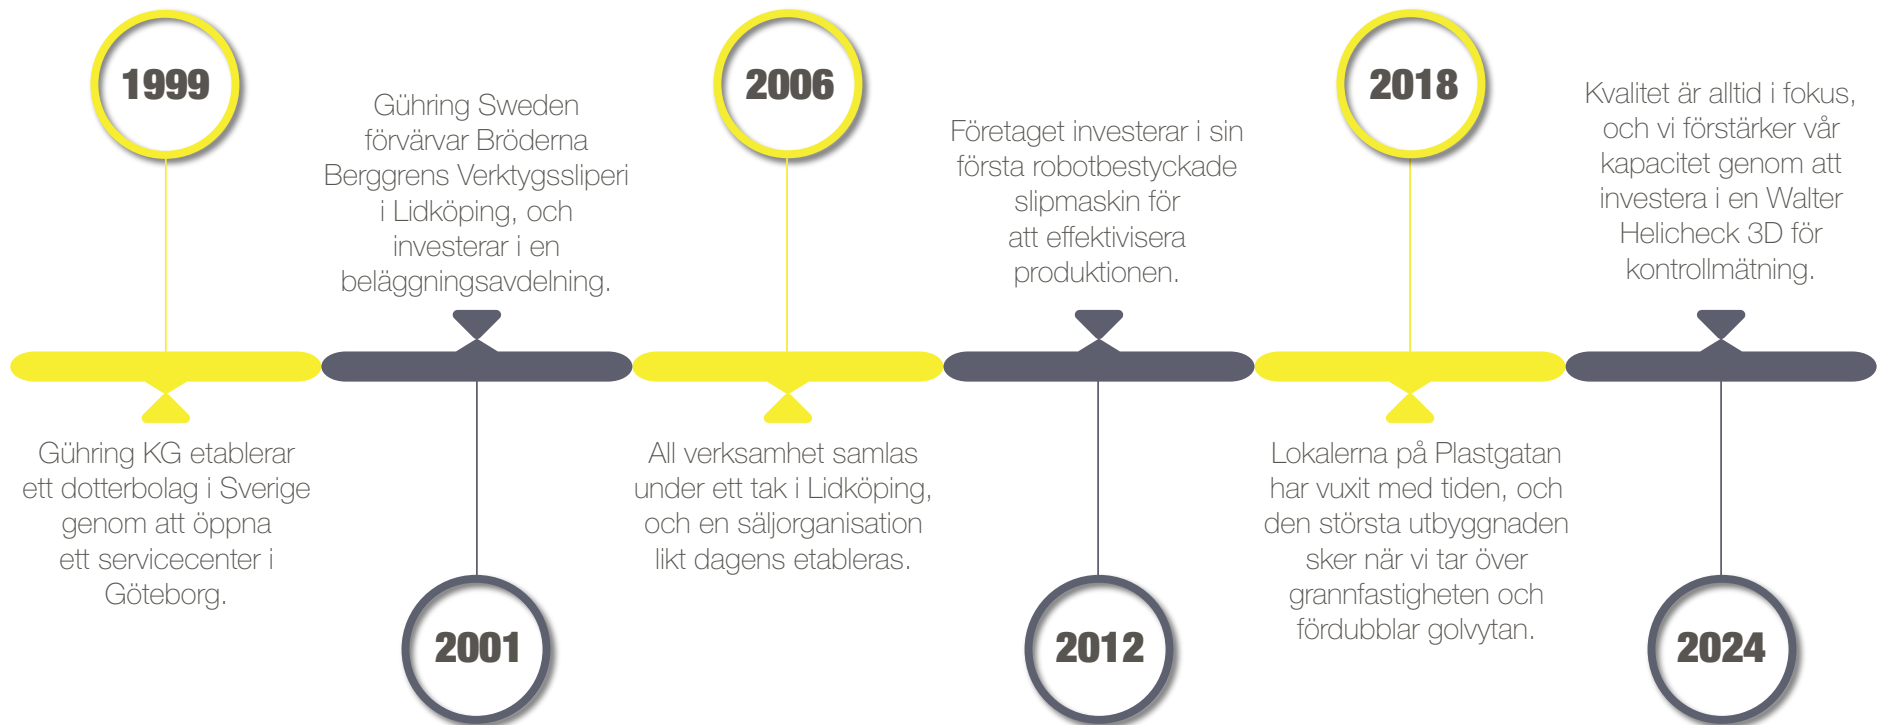 1999
Gühring KG etablerar
ett dotterbolag i Sverige
genom att öppna
ett servicecenter i
Göteborg.
Gühring Sweden
förvärvar Bröderna
Berggrens Verktygssliperi
i Lidköping, och
investerar i en
beläggningsavdelning.
2001
2006
All verksamhet samlas
under ett tak i Lidköping,
och en säljorganisation
likt dagens etableras.
Företaget investerar i sin
första robotbestyckade
slipmaskin för
att effektivisera
produktionen.
2012
2018
Lokalerna på Plastgatan
har vuxit med tiden, och
den största utbyggnaden
sker när vi tar över
grannfastigheten och
fördubblar golvytan.
Kvalitet är alltid i fokus,
och vi förstärker vår
kapacitet genom att
investera i en Walter
Helicheck 3D för
kontrollmätning.
2024